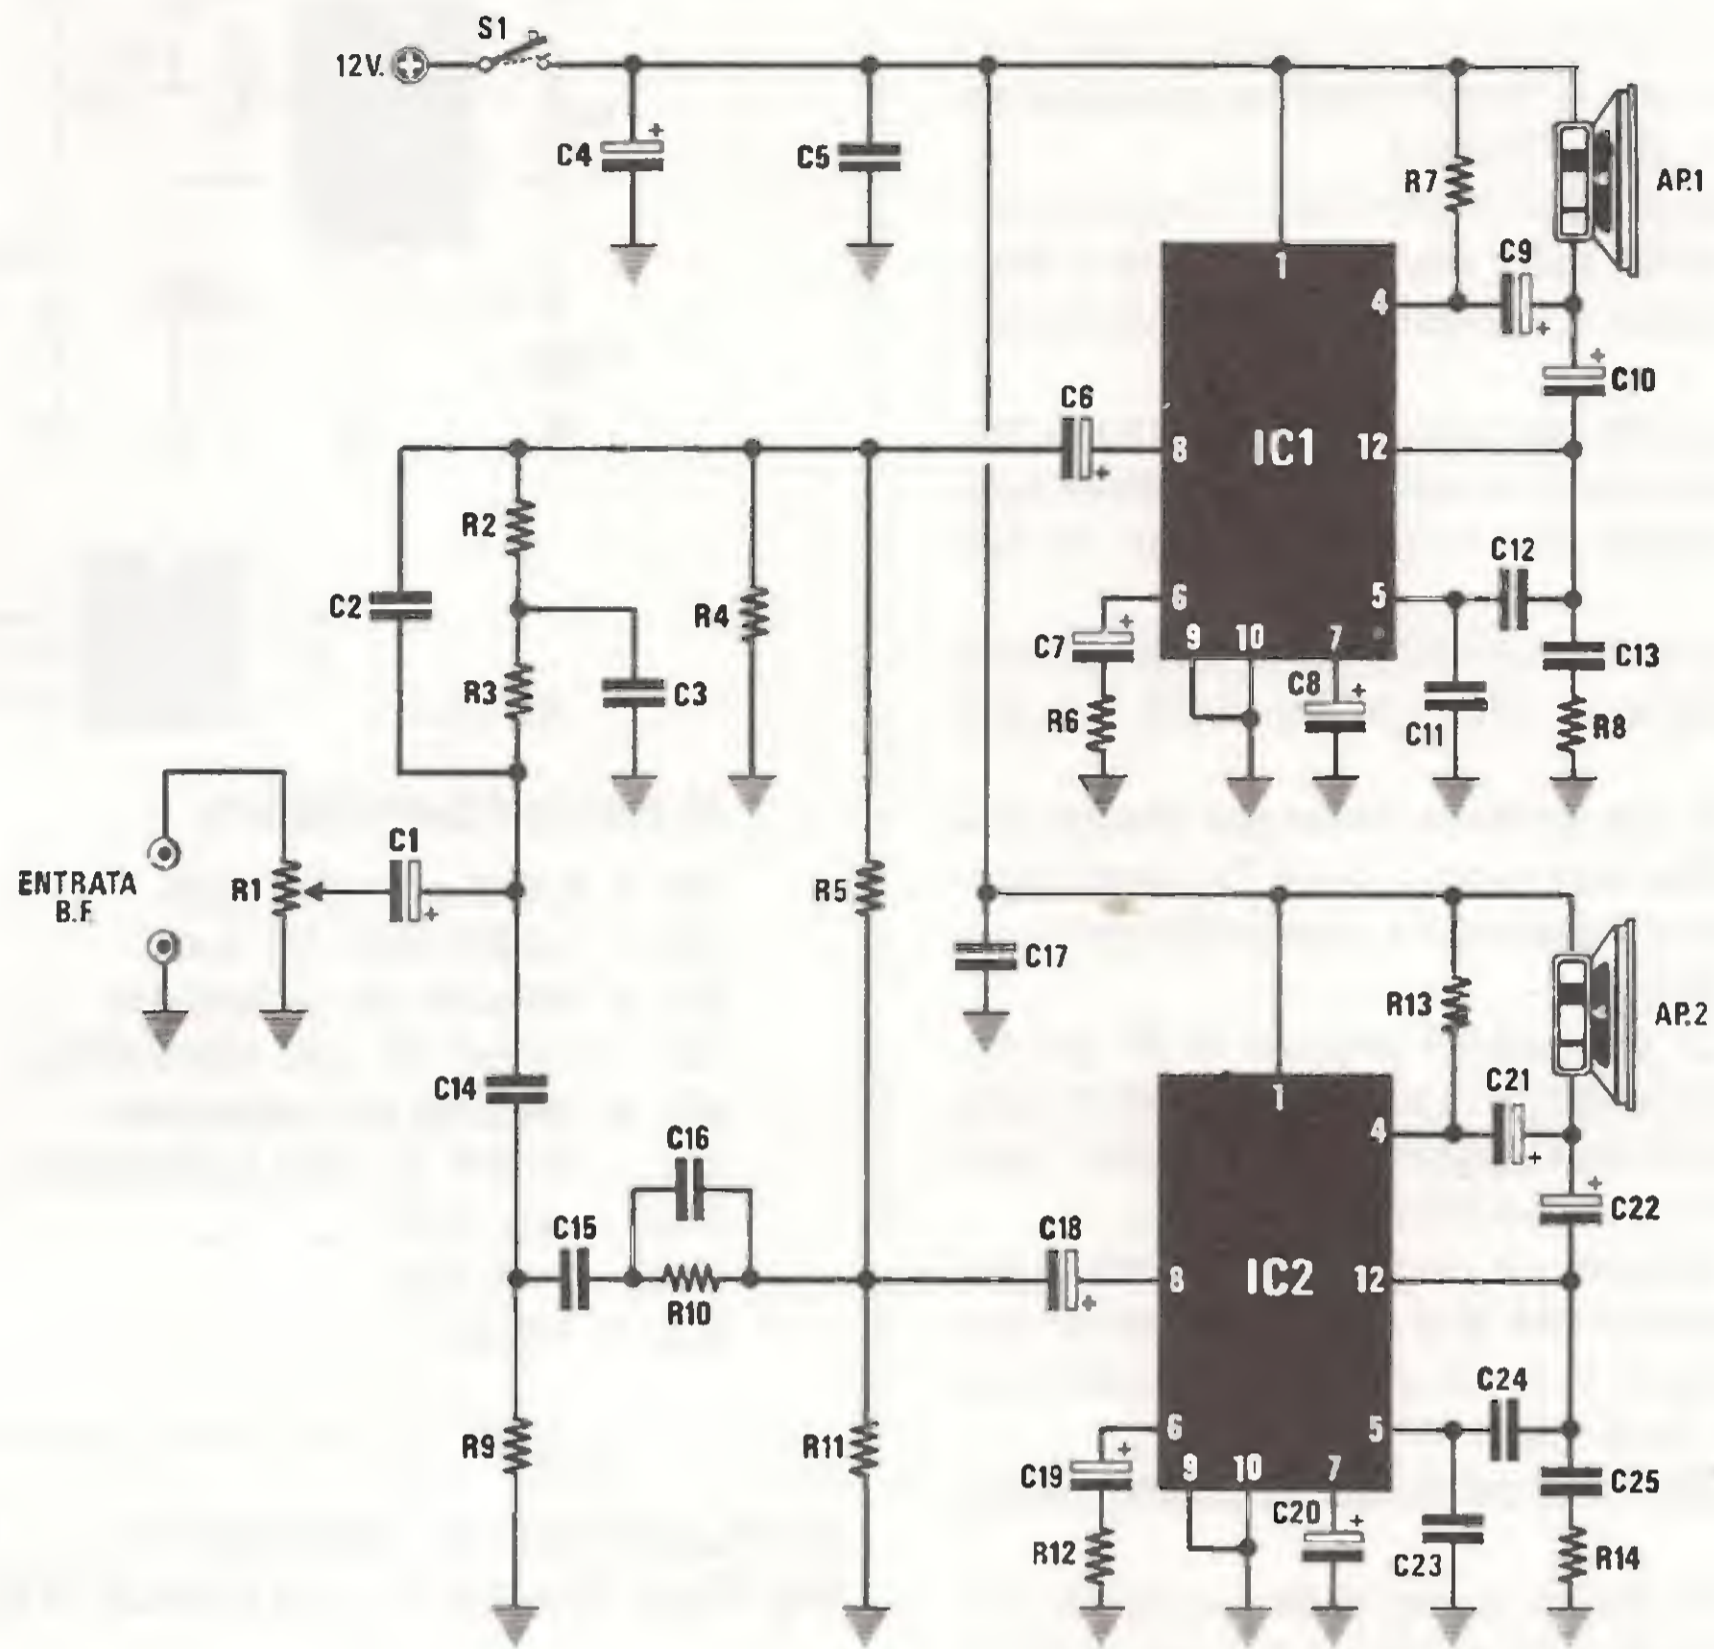 S1
12V.
C4
C5
R7
AP.1
1
C9
4
C10
C6
8
IC1
12
R2
C2
R4
C12
6
5
C7
9
10
7
C13
R3
C3
C8
R6
C11
R8
C1
ENTRATA
B.F.
R1
R5
C17
R13
AP.2
C14
1
C21
4
C16
C22
C15
C18
R10
8
IC2
12
C24
R9
R11
6
5
C19
9
10
7
C25
C20
R12
C23
R14